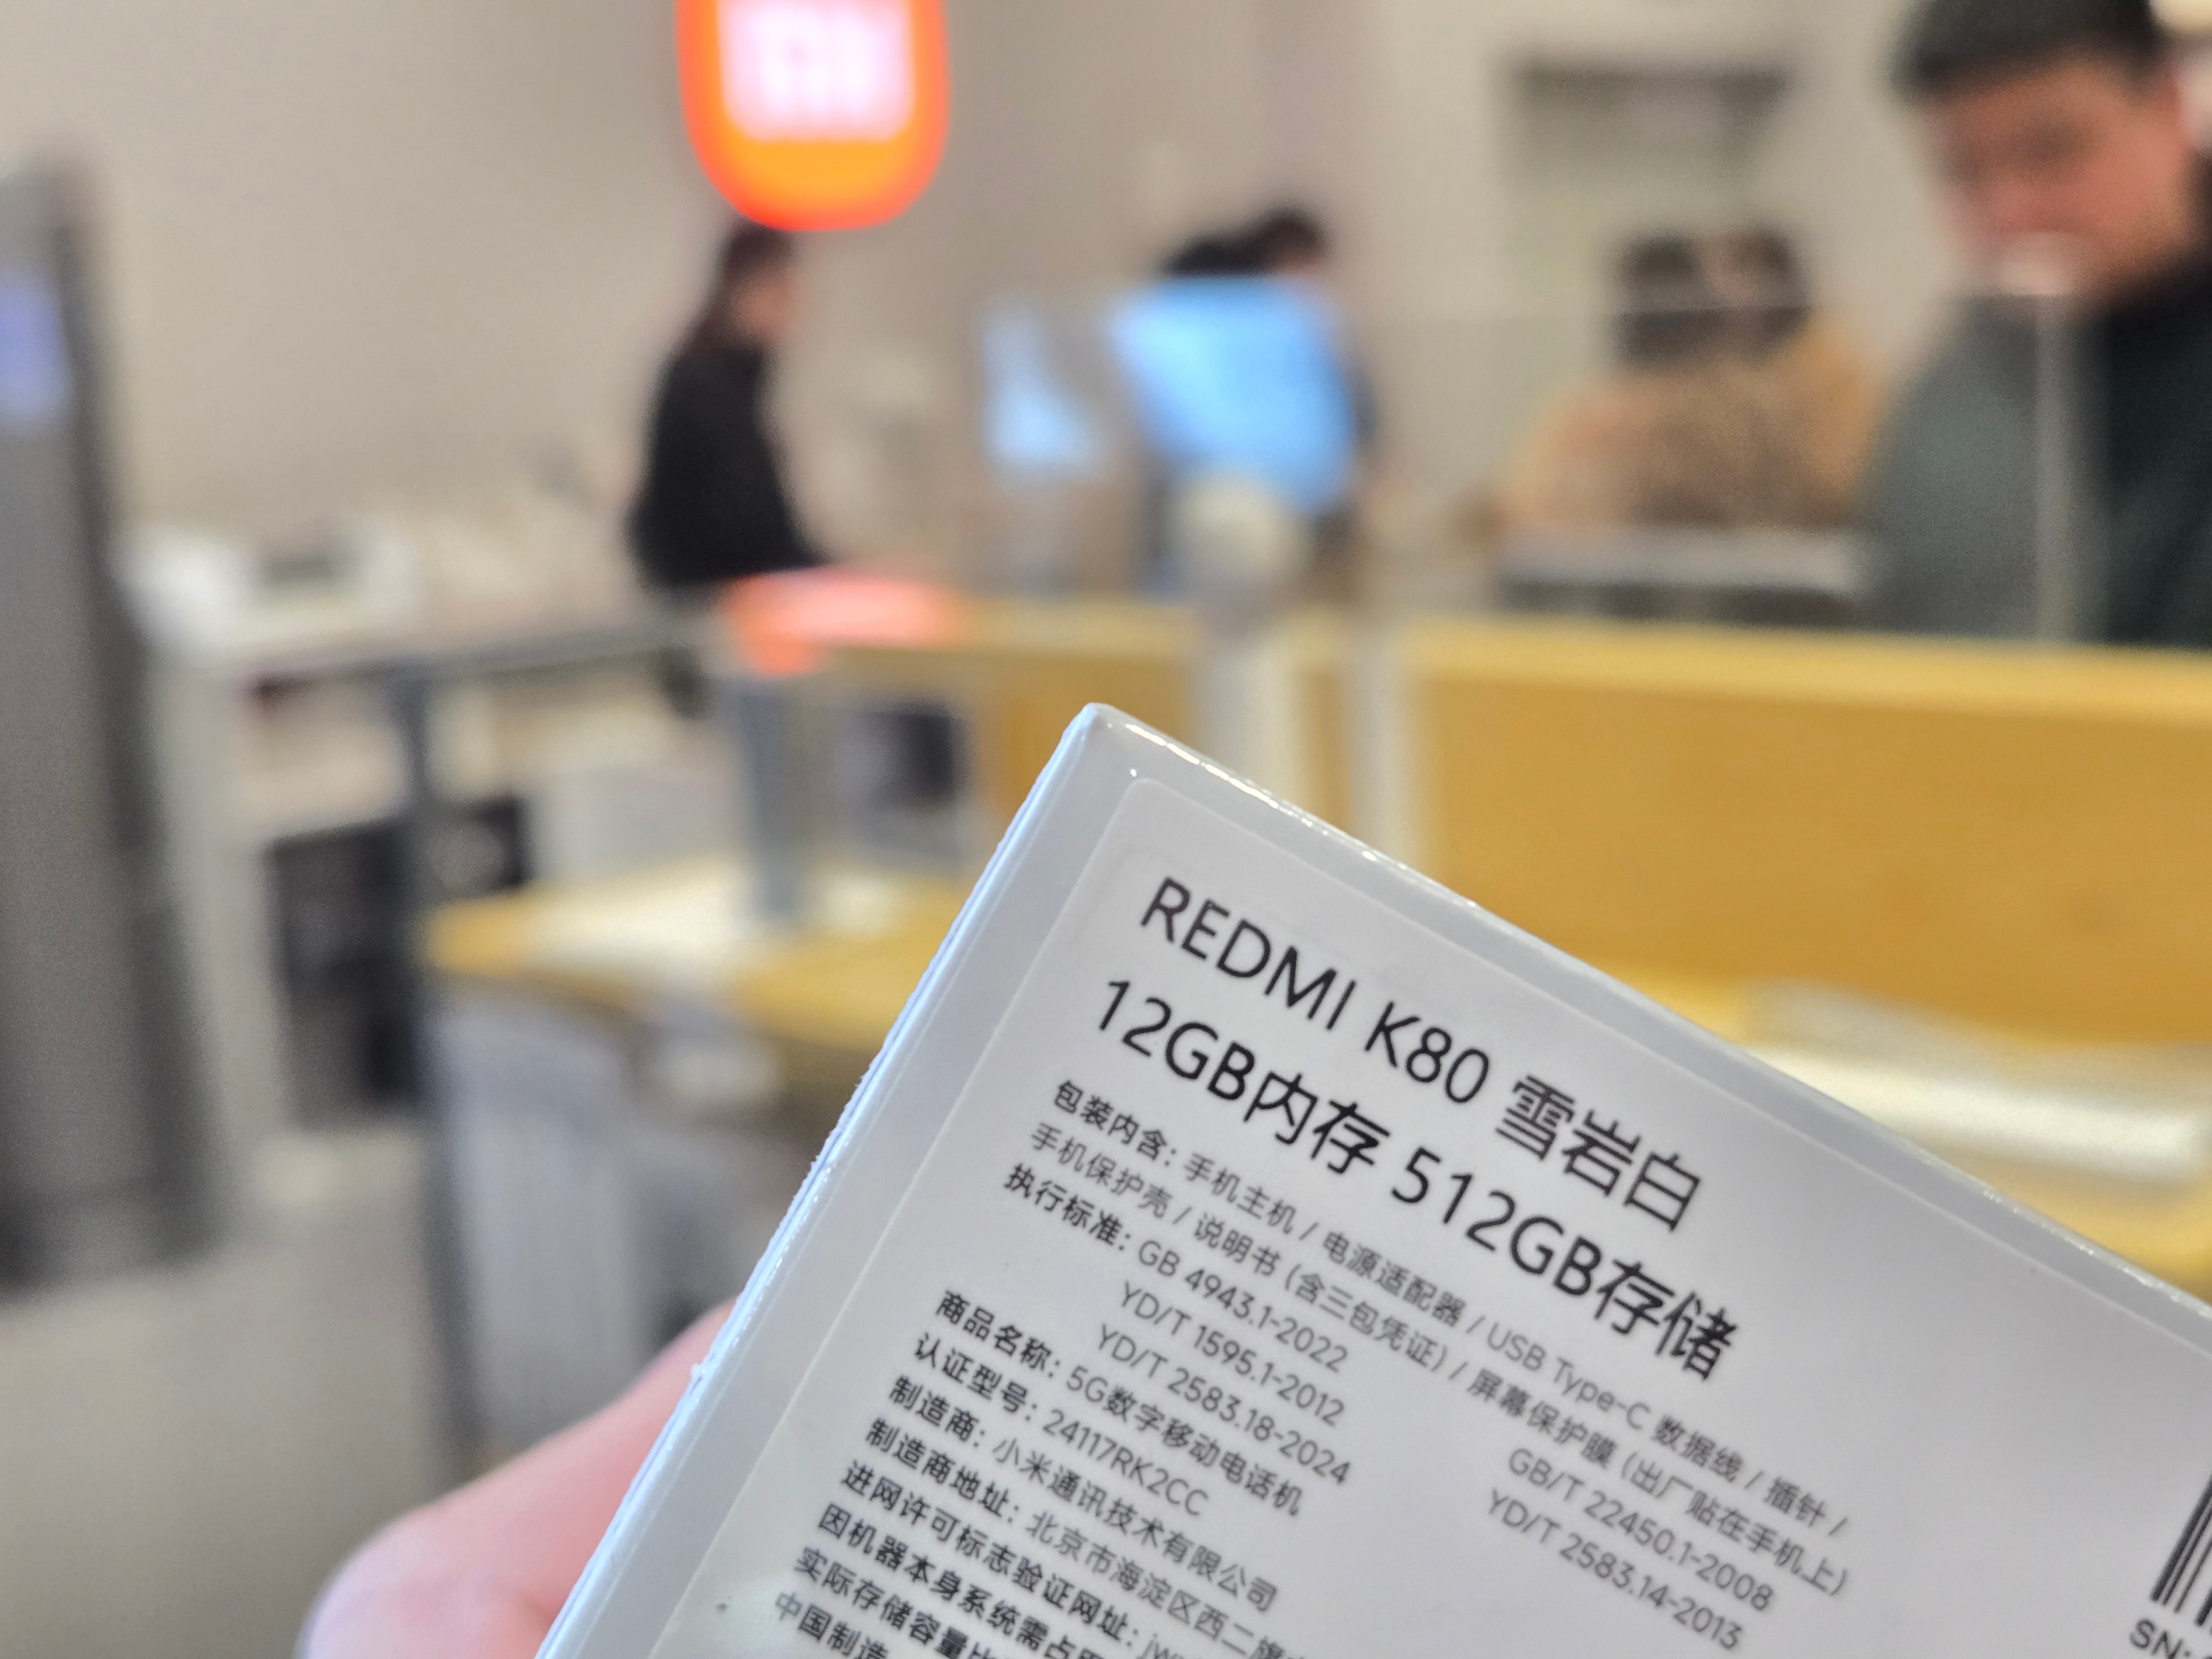 REDMI K80 雪岩白
12GB内存 512GB存储
包装内含: 手机主机 / 电源适配器 / USB Type-C 数据线 / 插针 /
手机保护壳 / 说明书 (含三包凭证) / 屏幕保护膜 (出厂贴在手机上)
执行标准: GB 4943.1-2022 GB/T 22450.1-2008
YD/T 1595.1-2012 YD/T 2583.14-2013
YD/T 2583.18-2024
商品名称: 5G数字移动电话机
认证型号: 24117RK2CC
制造商: 小米通讯技术有限公司
制造商地址: 北京市海淀区西二旗
进网许可标志验证网址: jw
因机器本身系统需占用
实际存储容量比
中国制造
SN: